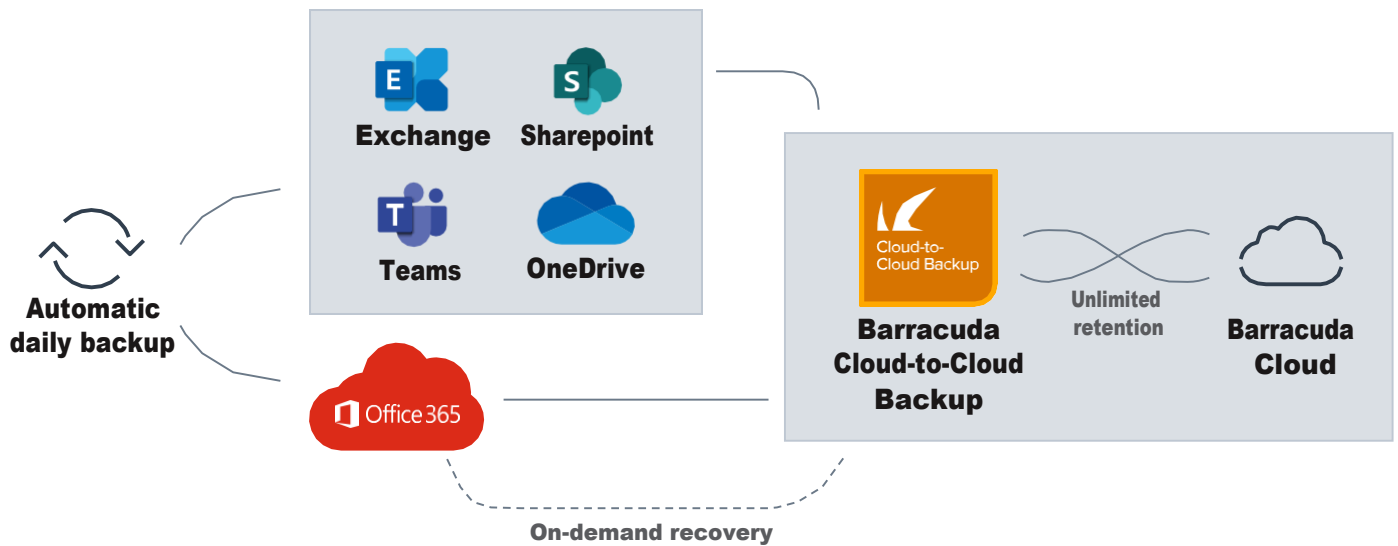 E
Exchange
S
Sharepoint
T
Teams
OneDrive
Automatic
daily backup
Office 365
Cloud-to-
Cloud Backup
Barracuda
Cloud-to-Cloud
Backup
Unlimited
retention
Barracuda
Cloud
On-demand recovery